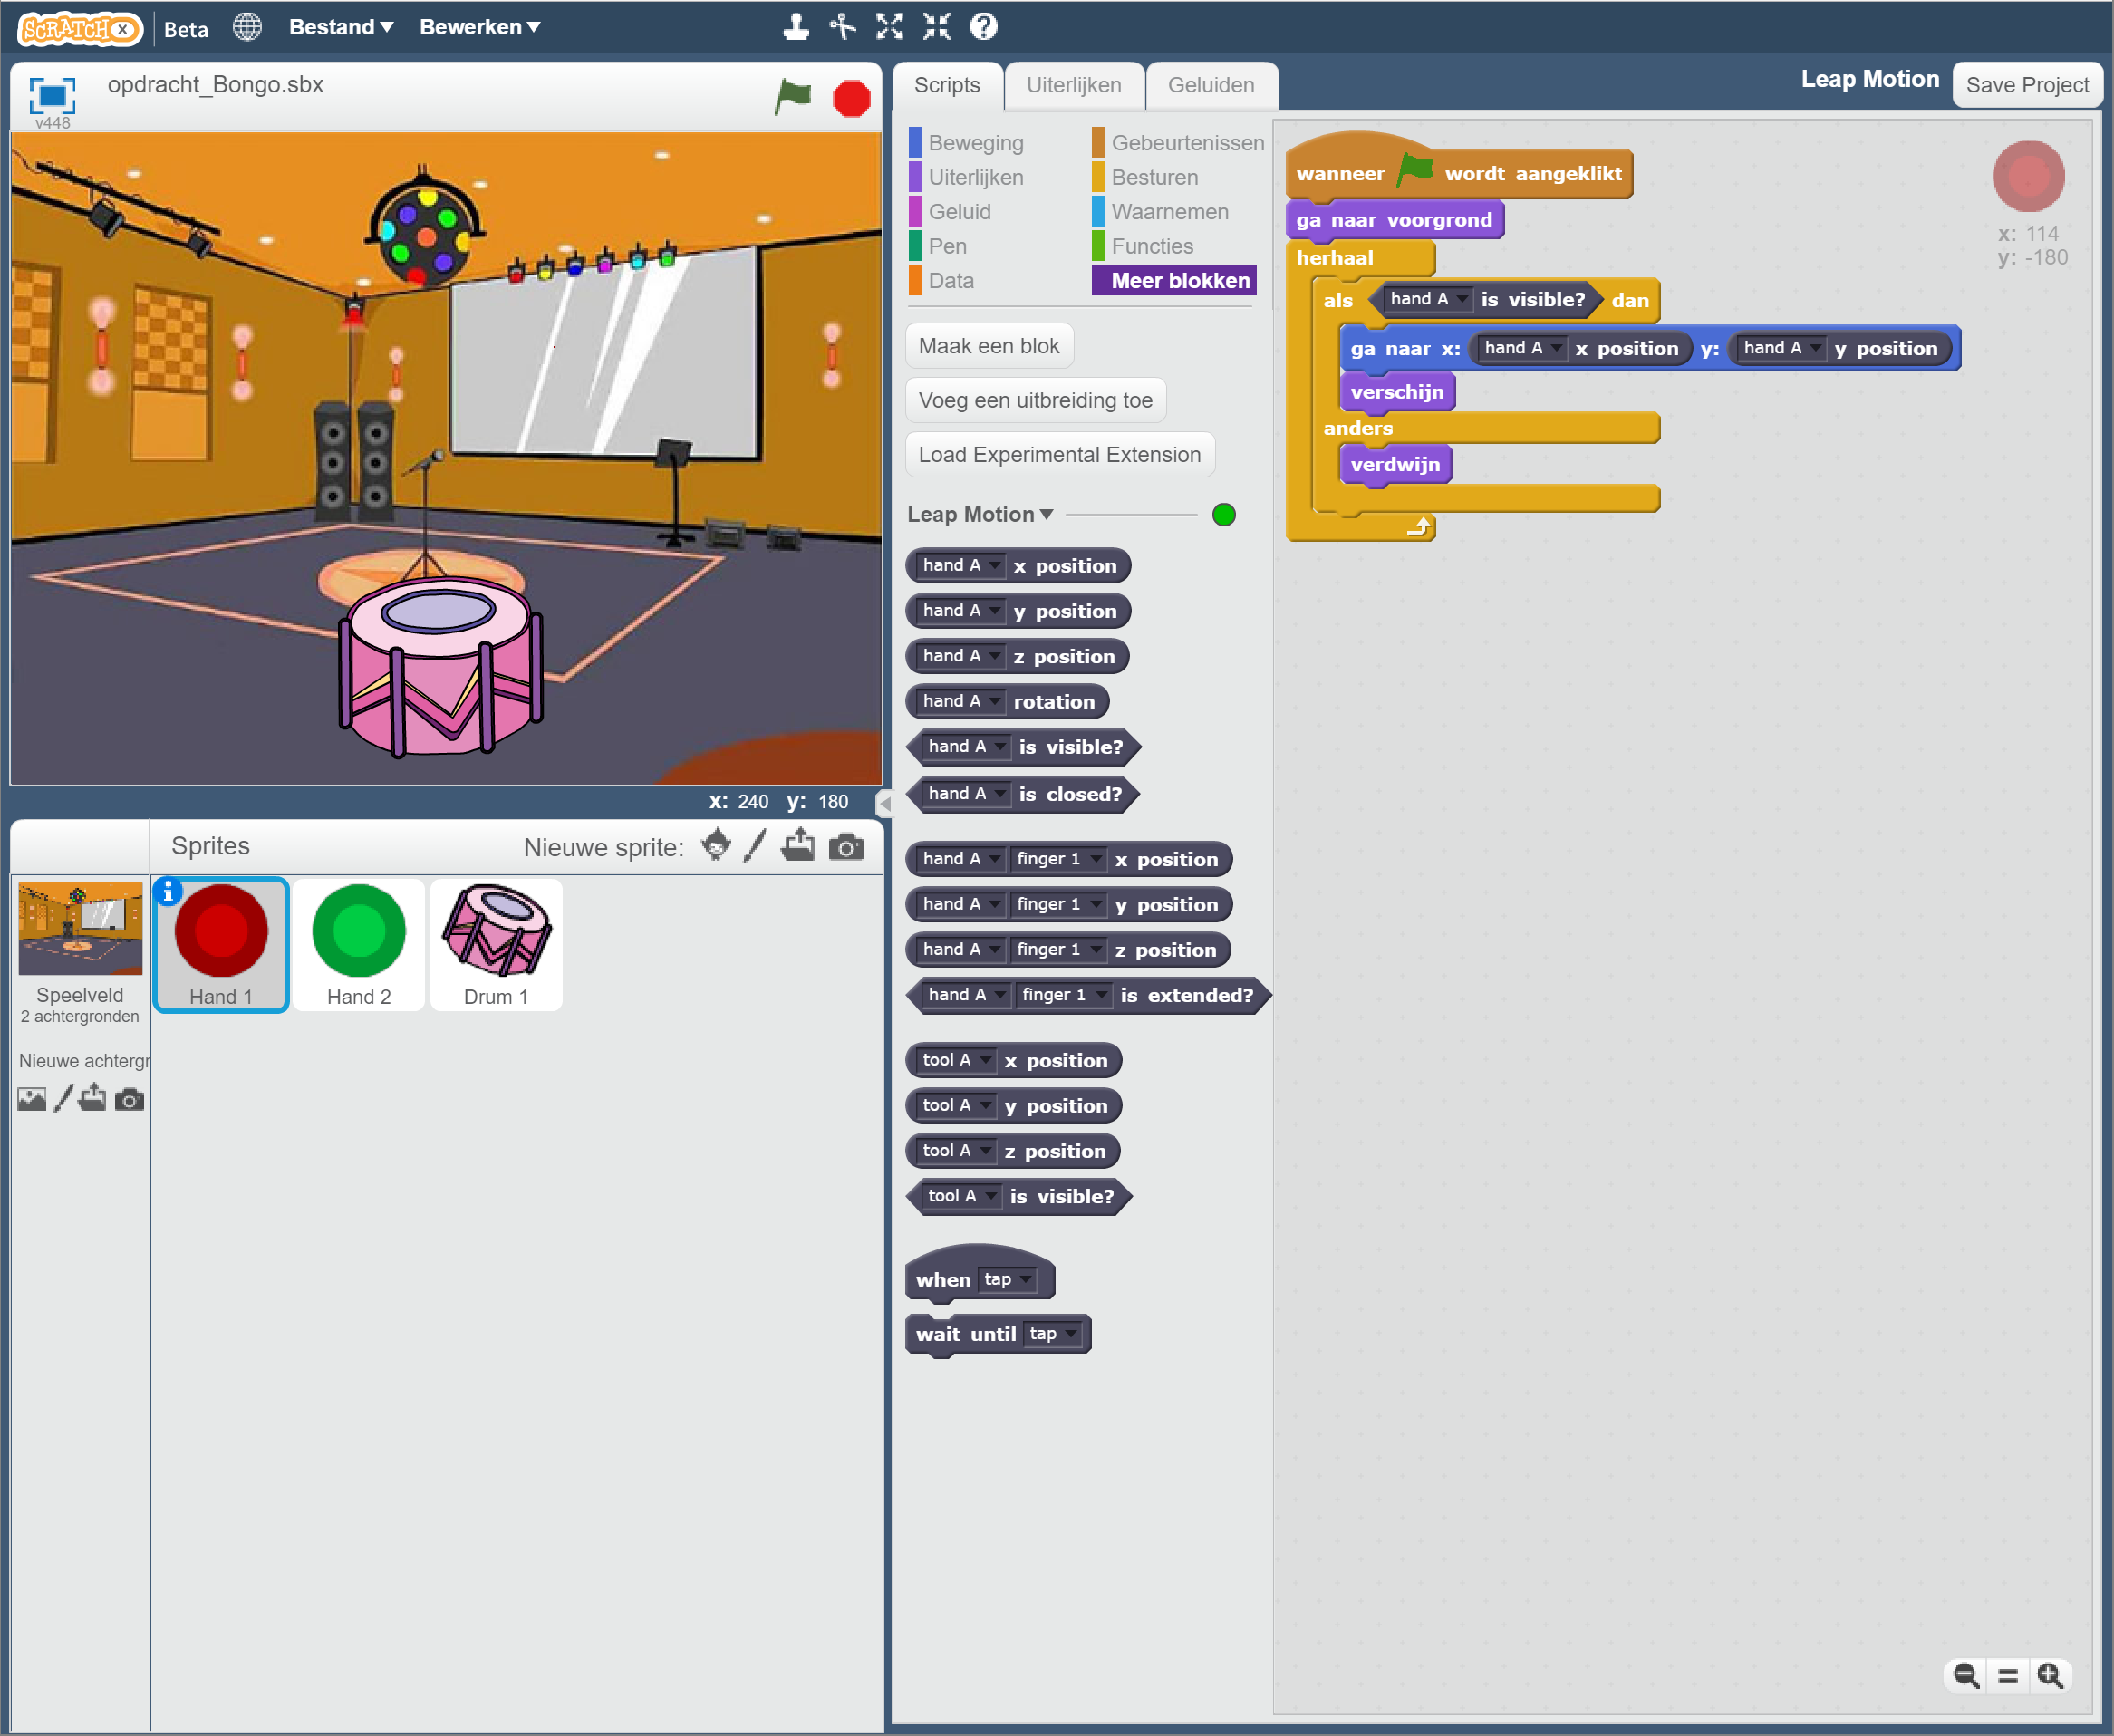 SCRATCH X Beta Bestand Bewerken
opdracht_Bongo.sbx
v448
x: 240 y: 180
Sprites Nieuwe sprite:
Speelveld
2 achtergronden
Nieuwe achtergr
Hand 1 Hand 2 Drum 1
Scripts Uiterlijken Geluiden
Leap Motion Save Project
Beweging Gebeurtenissen
Uiterlijken Besturen
Geluid Waarnemen
Pen Functies
Data Meer blokken
Maak een blok
Voeg een uitbreiding toe
Load Experimental Extension
Leap Motion
hand A x position
hand A y position
hand A z position
hand A rotation
hand A is visible?
hand A is closed?
hand A finger 1 x position
hand A finger 1 y position
hand A finger 1 z position
hand A finger 1 is extended?
tool A x position
tool A y position
tool A z position
tool A is visible?
when tap
wait until tap
wanneer wordt aangeklikt
ga naar voorgrond
herhaal
als hand A is visible? dan
ga naar x: hand A x position y: hand A y position
verschijn
anders
verdwijn
x: 114
y: -180